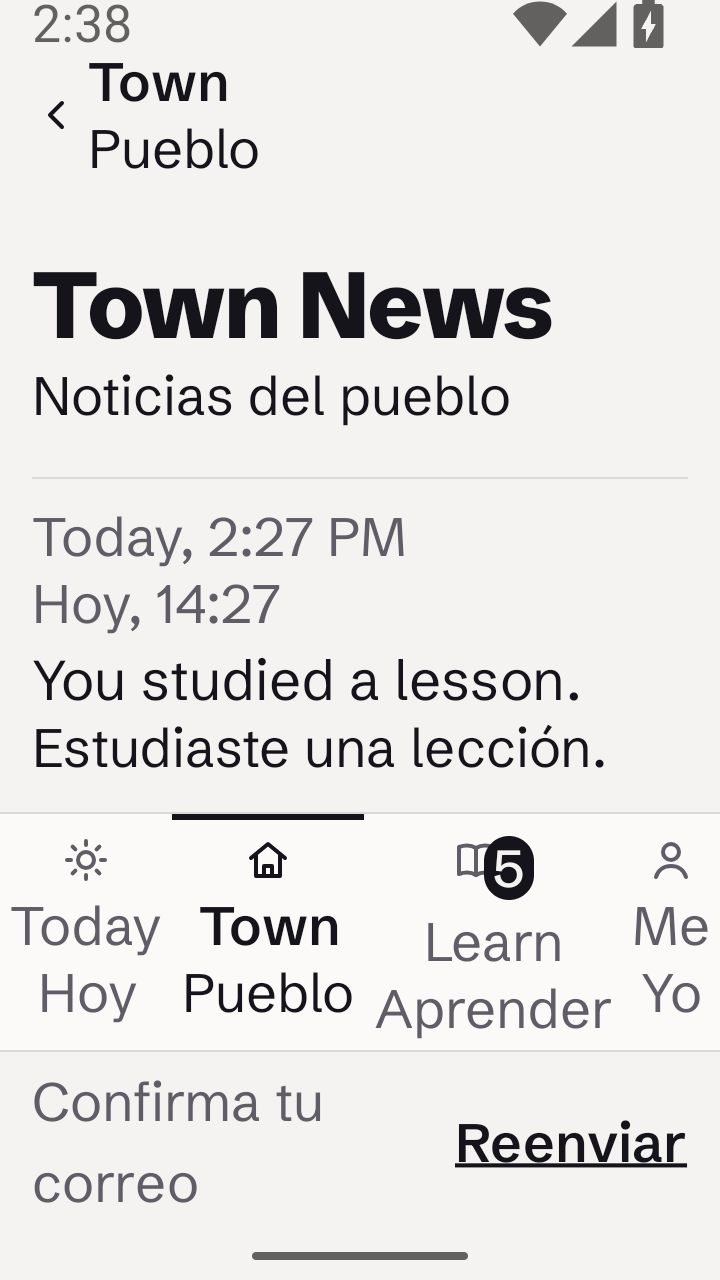 2:38
Town
Pueblo
Town News
Noticias del pueblo
Today, 2:27 PM
Hoy, 14:27
You studied a lesson.
Estudiaste una lección.
Today
Hoy
Town
Pueblo
5
Learn
Aprender
Me
Yo
Confirma tu
correo
Reenviar